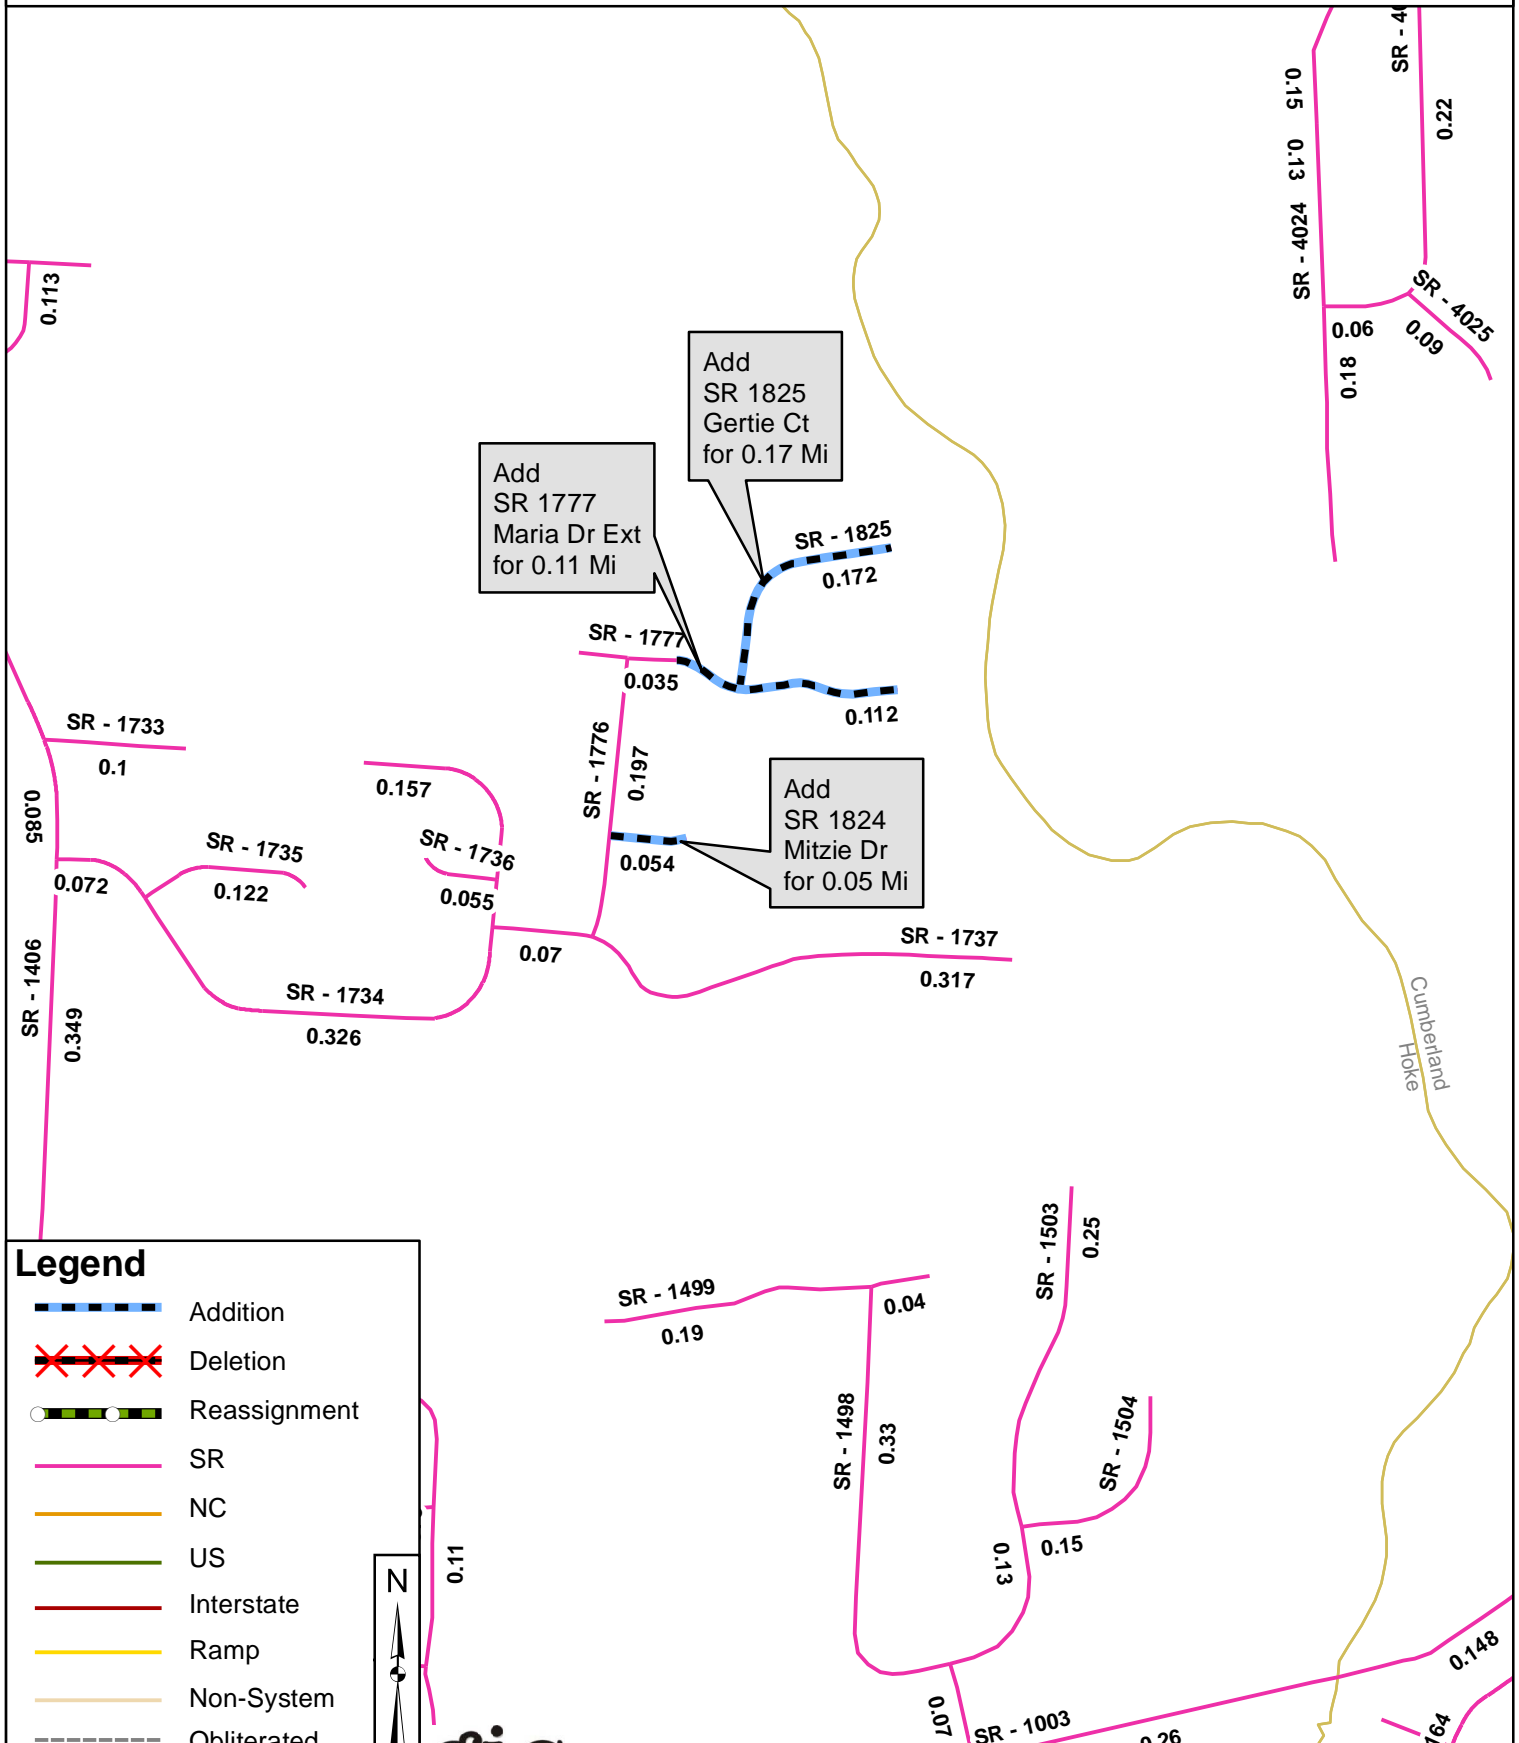 0.15
0.13
SR - 4024
0.22
SR - 4025
0.06
0.09
0.18
0.113
Add
SR 1825
Gertie Ct
for 0.17 Mi
Add
SR 1777
Maria Dr Ext
for 0.11 Mi
SR - 1825
0.172
SR - 1777
0.035
0.112
SR - 1733
0.1
0.085
0.157
SR - 1776
0.197
Add
SR 1824
Mitzie Dr
for 0.05 Mi
SR - 1735
0.122
SR - 1736
0.055
0.054
0.072
SR - 1406
0.349
0.07
SR - 1737
0.317
SR - 1734
0.326
Cumberland
Hoke
SR - 1503
0.25
SR - 1499
0.19
0.04
SR - 1498
0.33
SR - 1504
0.15
0.13
0.11
0.07
SR - 1003
0.26
0.148
Legend
Addition
Deletion
Reassignment
SR
NC
US
Interstate
Ramp
Non-System
Obliterated
N